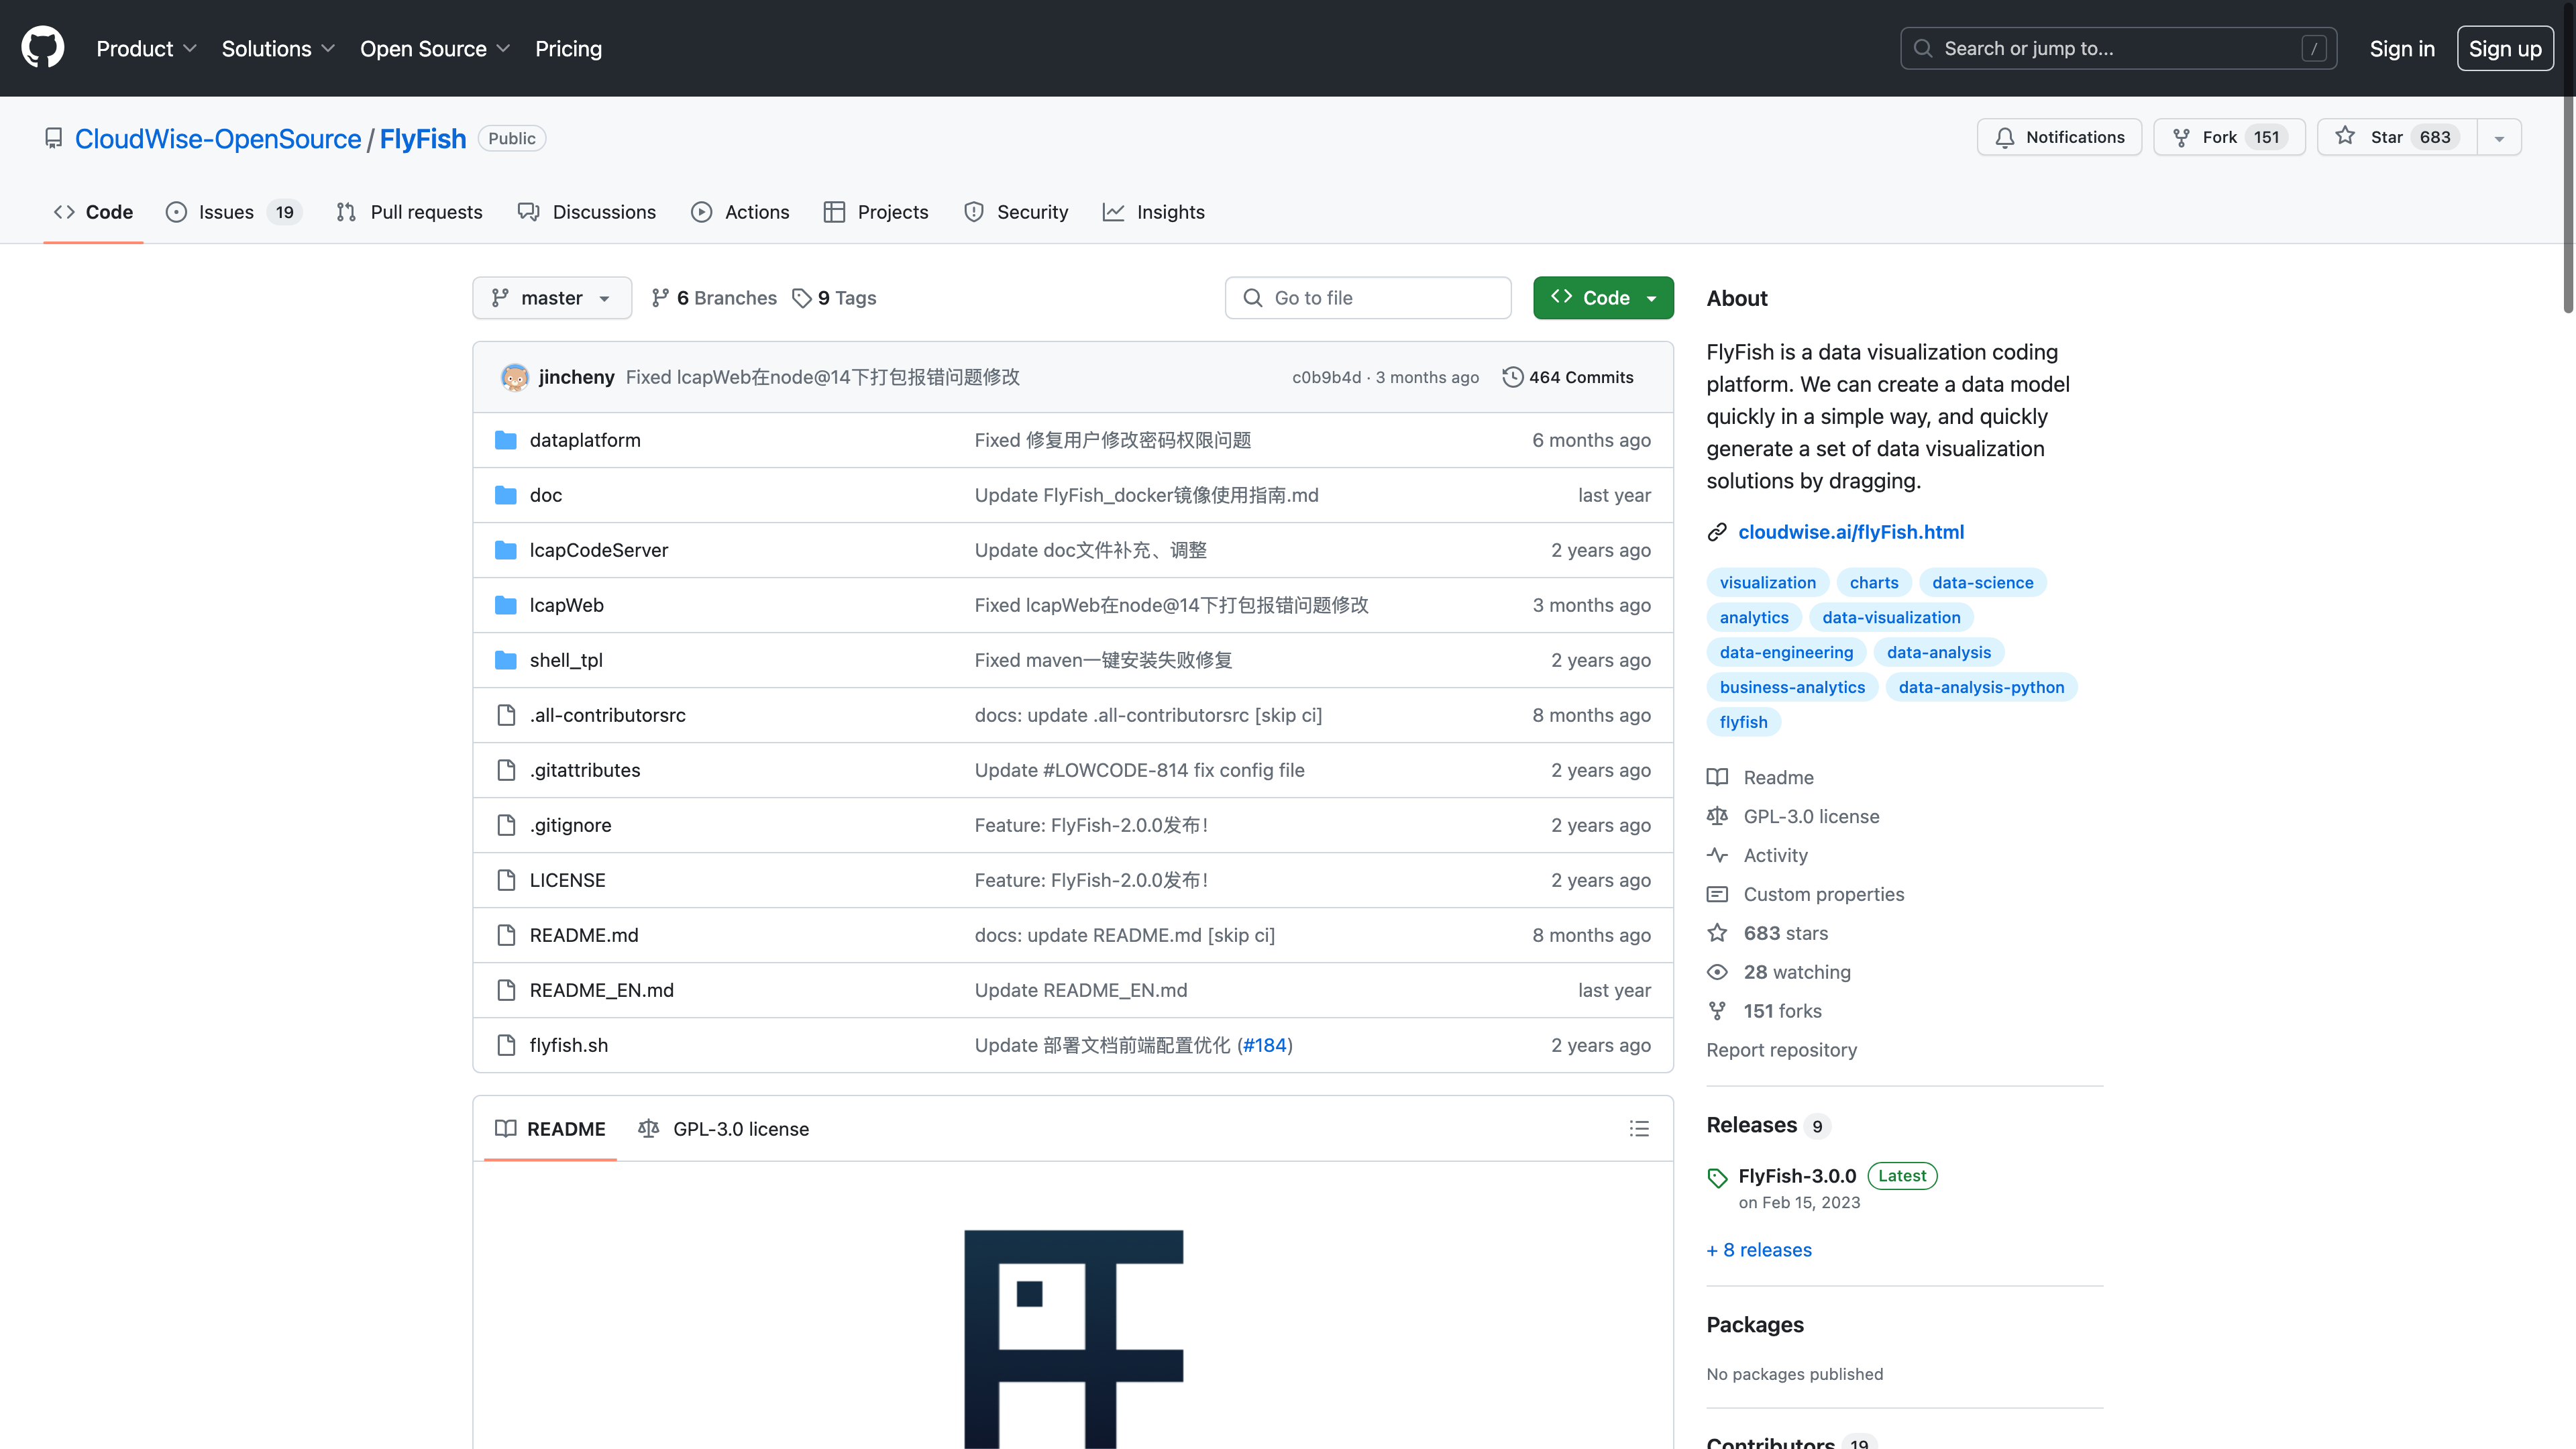 Product Solutions Open Source Pricing Search or jump to... / Sign in Sign up
CloudWise-OpenSource / FlyFish Public Notifications Fork 151 Star 683
Code Issues 19 Pull requests Discussions Actions Projects Security Insights
master 6 Branches 9 Tags Go to file Code
jincheny Fixed lcapWeb在node@14下打包报错问题修改 c0b9b4d · 3 months ago 464 Commits
dataplatform Fixed 修复用户修改密码权限问题 6 months ago
doc Update FlyFish_docker镜像使用指南.md last year
lcapCodeServer Update doc文件补充、调整 2 years ago
lcapWeb Fixed lcapWeb在node@14下打包报错问题修改 3 months ago
shell_tpl Fixed maven一键安装失败修复 2 years ago
.all-contributorsrc docs: update .all-contributorsrc [skip ci] 8 months ago
.gitattributes Update #LOWCODE-814 fix config file 2 years ago
.gitignore Feature: FlyFish-2.0.0发布! 2 years ago
LICENSE Feature: FlyFish-2.0.0发布! 2 years ago
README.md docs: update README.md [skip ci] 8 months ago
README_EN.md Update README_EN.md last year
flyfish.sh Update 部署文档前端配置优化 (#184) 2 years ago
README GPL-3.0 license
About
FlyFish is a data visualization coding
platform. We can create a data model
quickly in a simple way, and quickly
generate a set of data visualization
solutions by dragging.
cloudwise.ai/flyFish.html
visualization charts data-science
analytics data-visualization
data-engineering data-analysis
business-analytics data-analysis-python
flyfish
Readme
GPL-3.0 license
Activity
Custom properties
683 stars
28 watching
151 forks
Report repository
Releases 9
FlyFish-3.0.0 Latest
on Feb 15, 2023
+ 8 releases
Packages
No packages published
Contributors 19